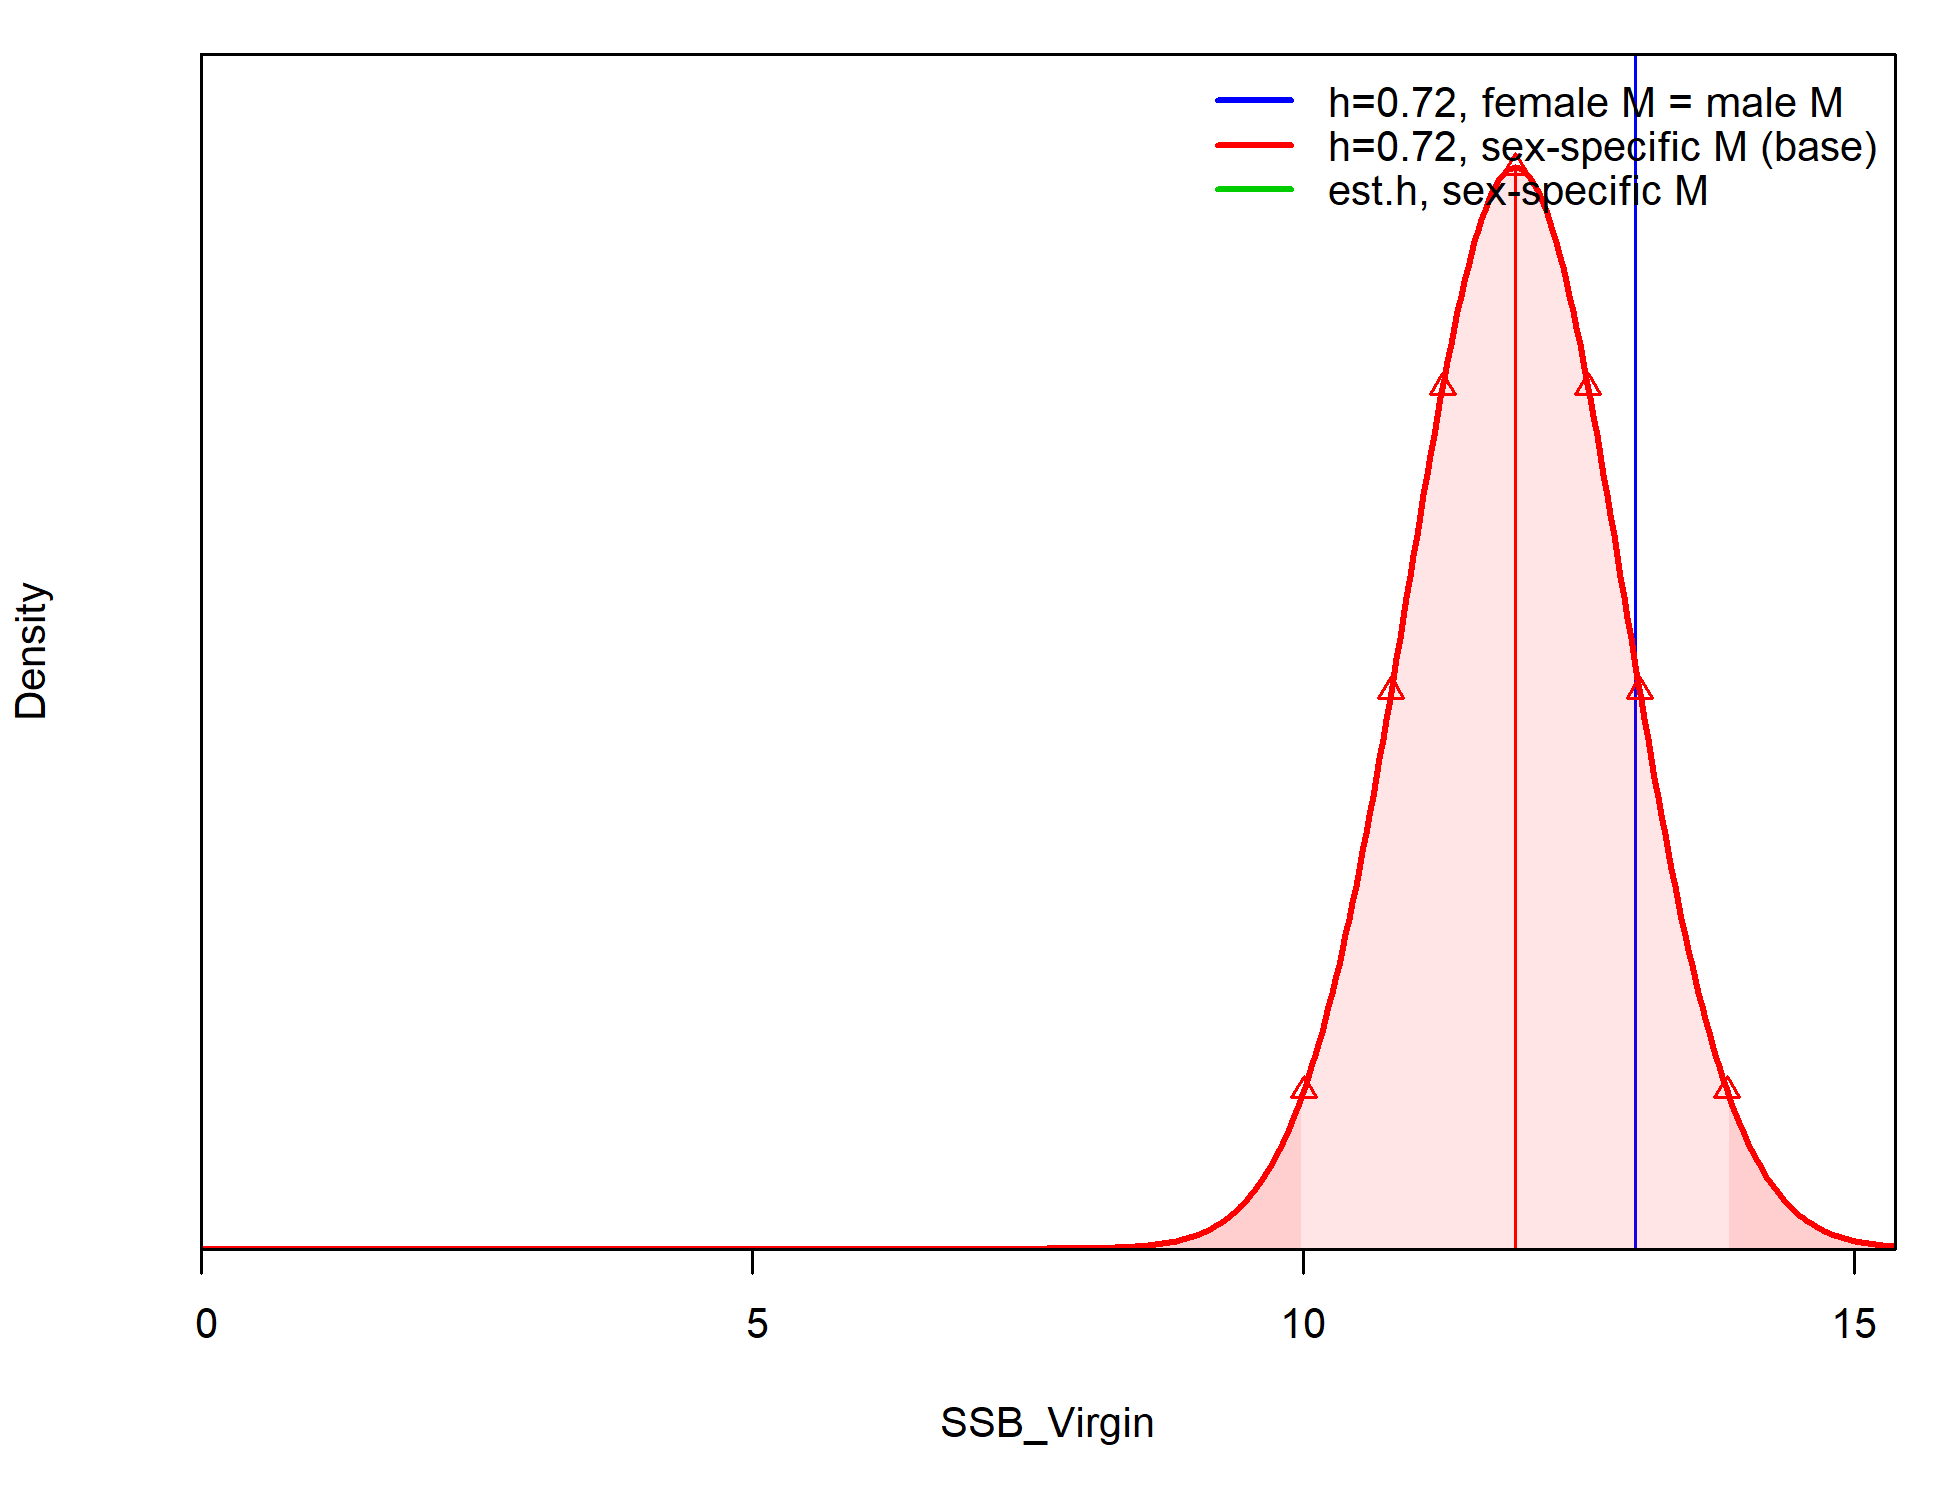 h=0.72, female M = male M
h=0.72, sex-specific M (base)
est.h, sex-specific M
Density
0 5 10 15
SSB_Virgin